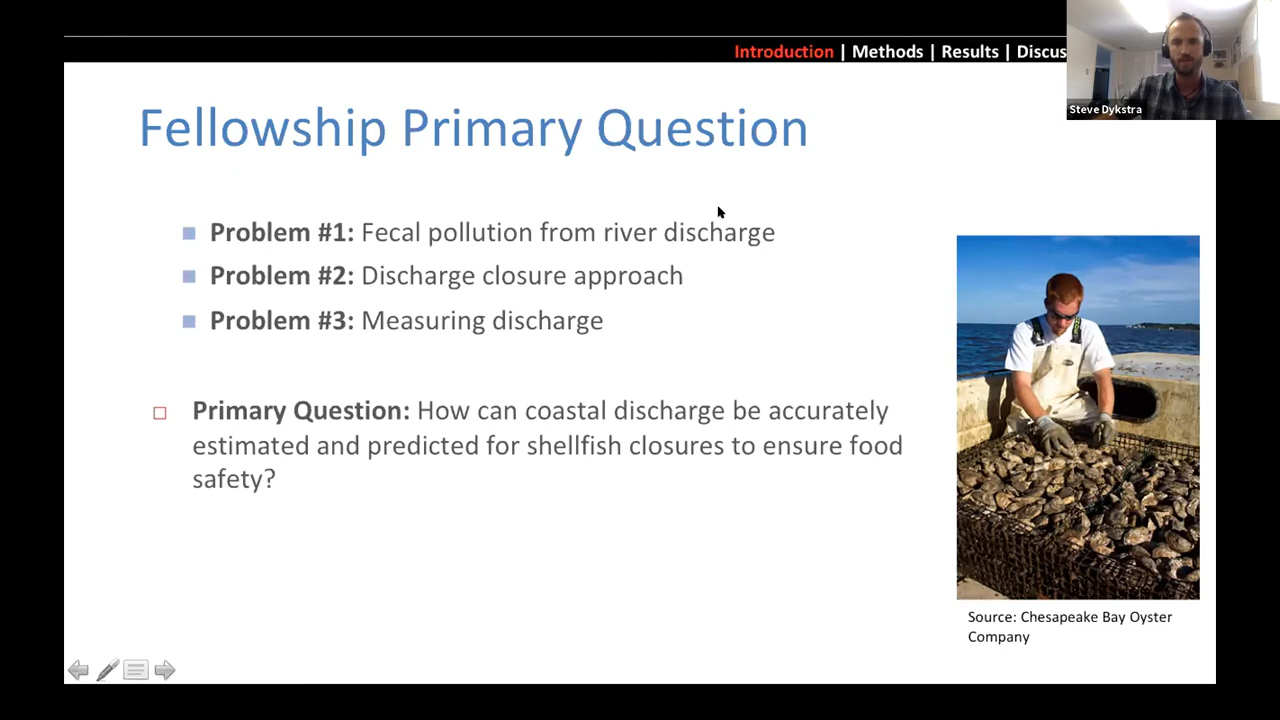 Introduction | Methods | Results | Discus
Steve Dykstra
Fellowship Primary Question
Problem #1: Fecal pollution from river discharge
Problem #2: Discharge closure approach
Problem #3: Measuring discharge
Primary Question: How can coastal discharge be accurately
estimated and predicted for shellfish closures to ensure food
safety?
Source: Chesapeake Bay Oyster
Company